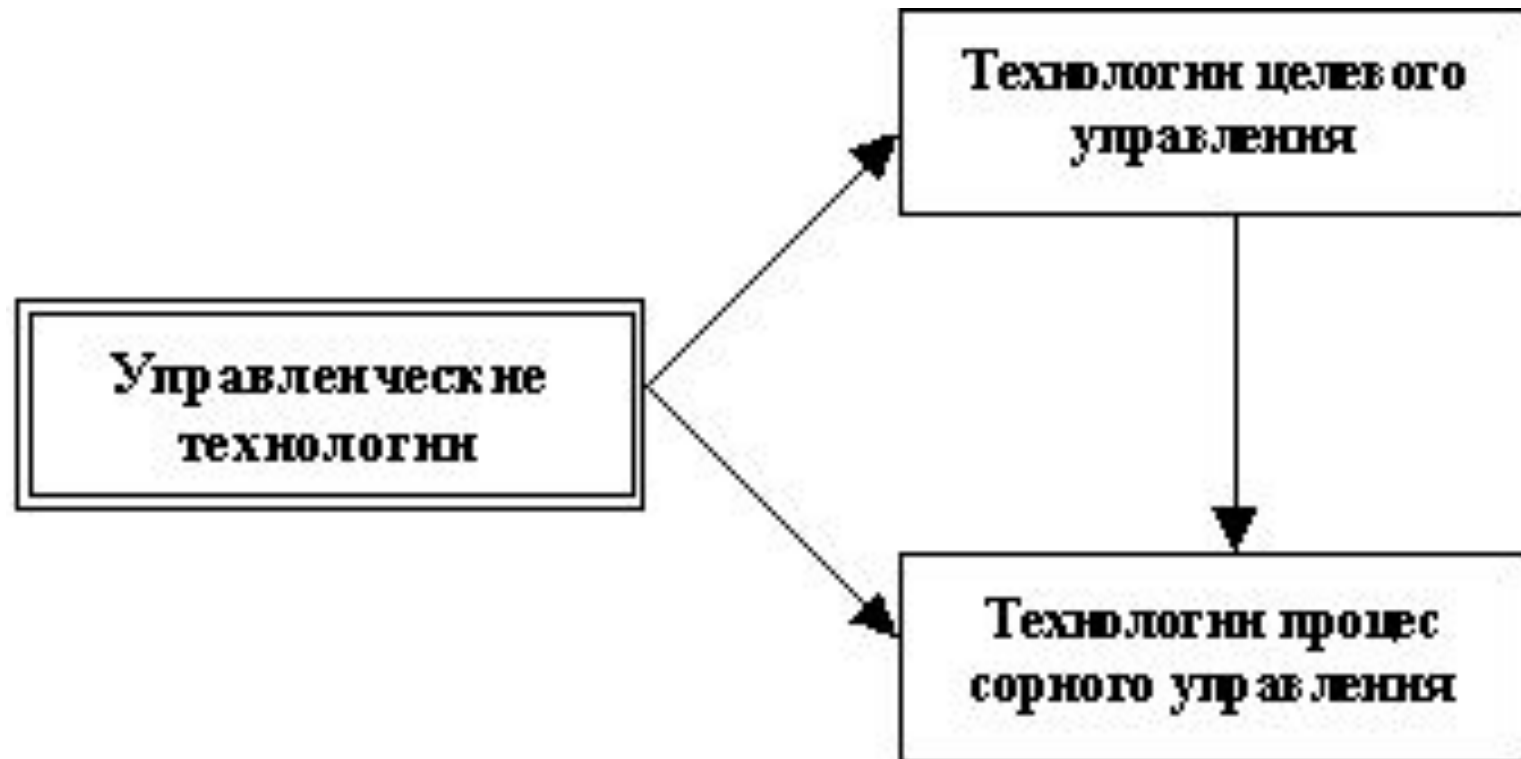 Технологии целевого
управления
Управленческие
технологии
Технологии процес
сорного управления